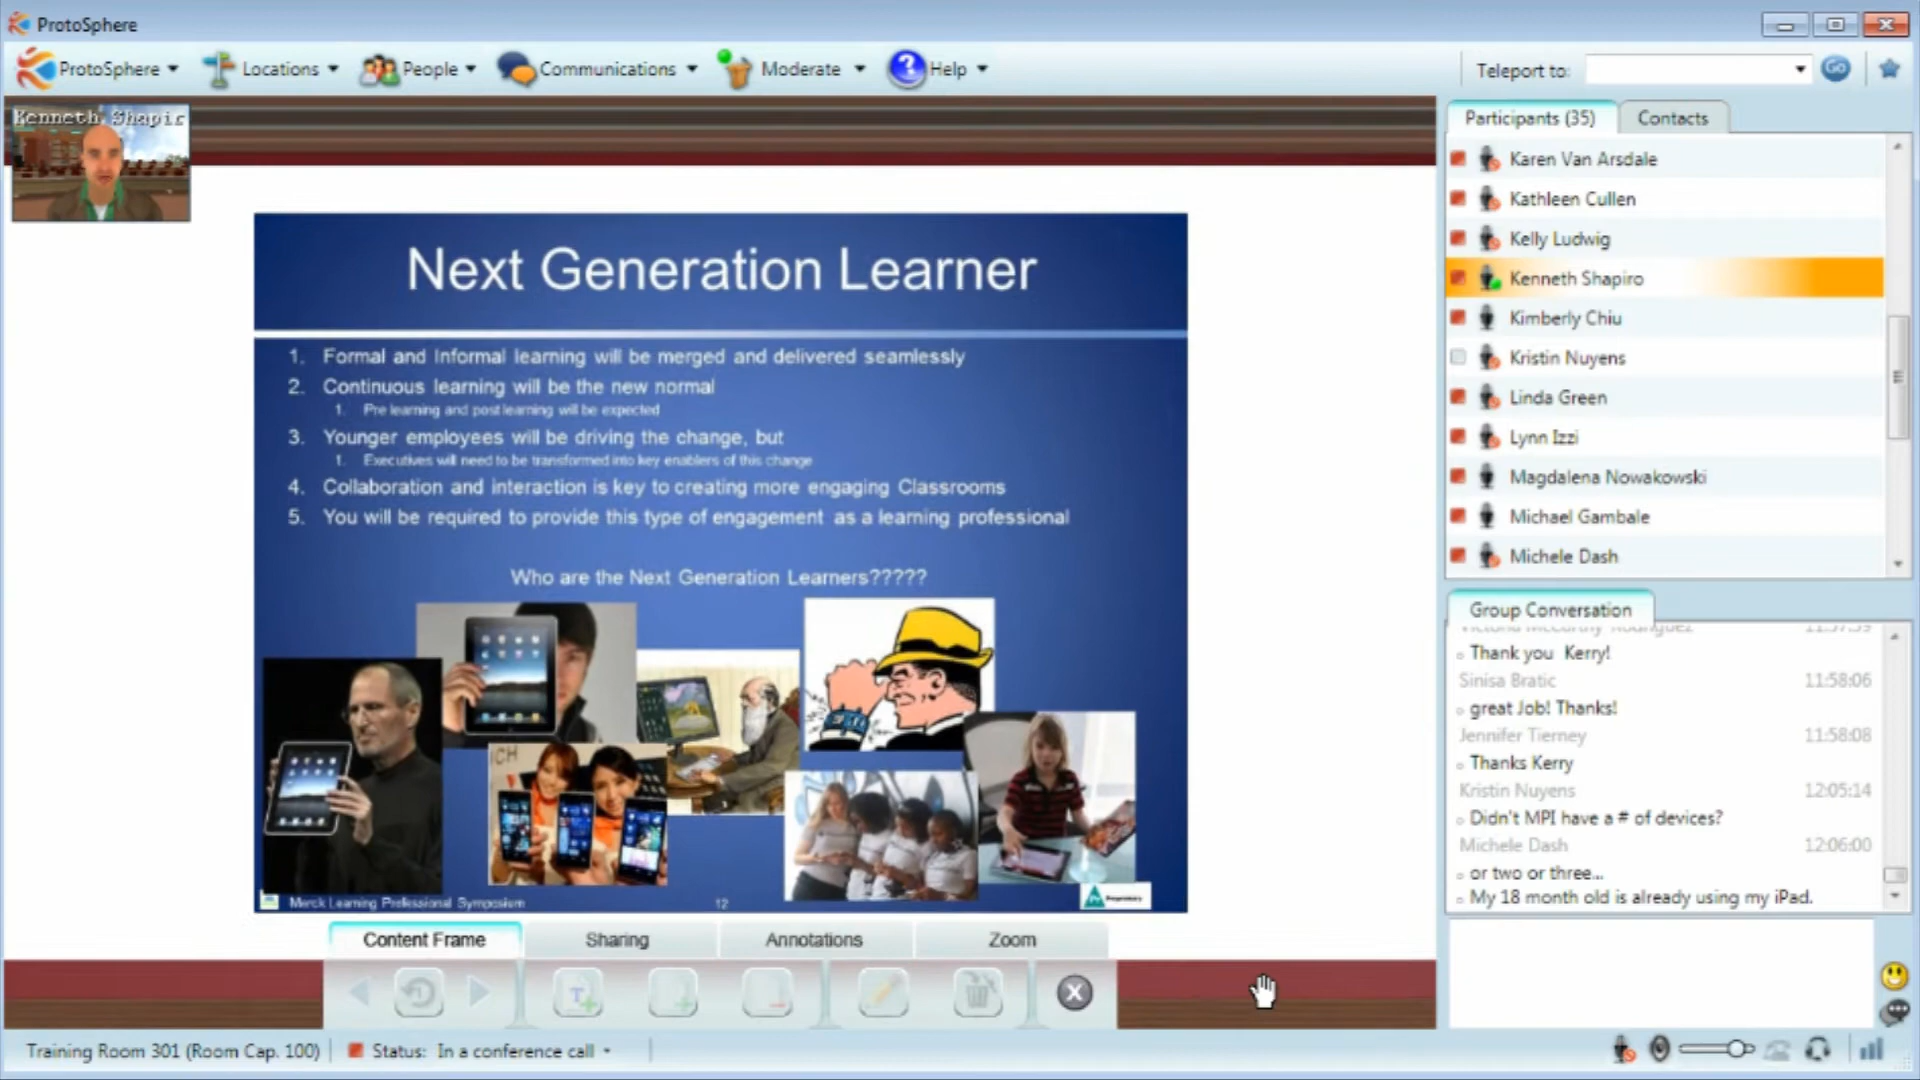 ProtoSphere
ProtoSphere
Locations
People
Communications
Moderate
Help
Teleport to:
Go
Kenneth Shapir
Participants (35)
Contacts
Karen Van Arsdale
Kathleen Cullen
Kelly Ludwig
Kenneth Shapiro
Kimberly Chiu
Kristin Nuyens
Linda Green
Lynn Izzi
Magdalena Nowakowski
Michael Gambale
Michele Dash
Next Generation Learner
1. Formal and Informal learning will be merged and delivered seamlessly
2. Continuous learning will be the new normal
1. Pre learning and post learning will be expected
3. Younger employees will be driving the change, but
1. Executives will need to be transformed into key enablers of this change
4. Collaboration and interaction is key to creating more engaging Classrooms
5. You will be required to provide this type of engagement as a learning professional
Who are the Next Generation Learners?????
ICH
Merck Learning Professional Symposium
12
Proprietary
Group Conversation
Victoria McCarthy Rodriguez 11:57:59
Thank you Kerry!
Sinisa Bratic 11:58:06
great Job! Thanks!
Jennifer Tierney 11:58:08
Thanks Kerry
Kristin Nuyens 12:05:14
Didn't MPI have a # of devices?
Michele Dash 12:06:00
or two or three...
My 18 month old is already using my iPad.
Content Frame
Sharing
Annotations
Zoom
Training Room 301 (Room Cap. 100)
Status: In a conference call